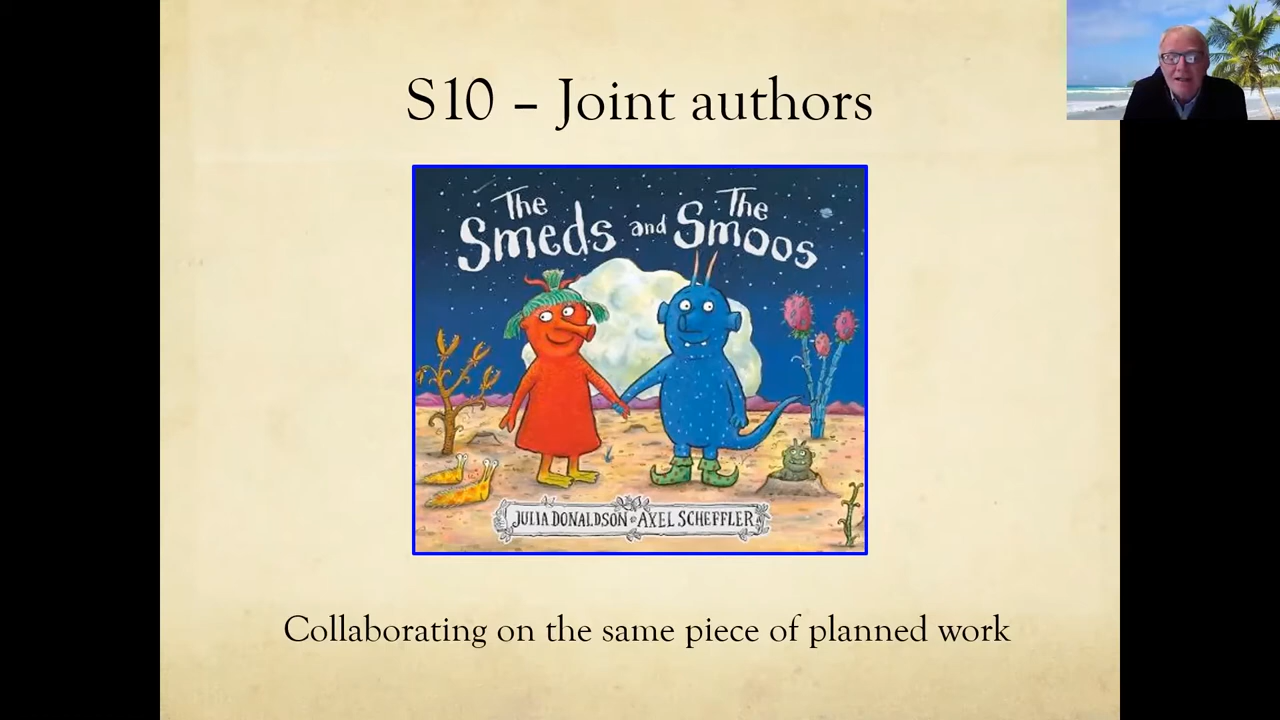 S10 – Joint authors
The Smeds and The Smoos
JULIA DONALDSON AXEL SCHEFFLER
Collaborating on the same piece of planned work